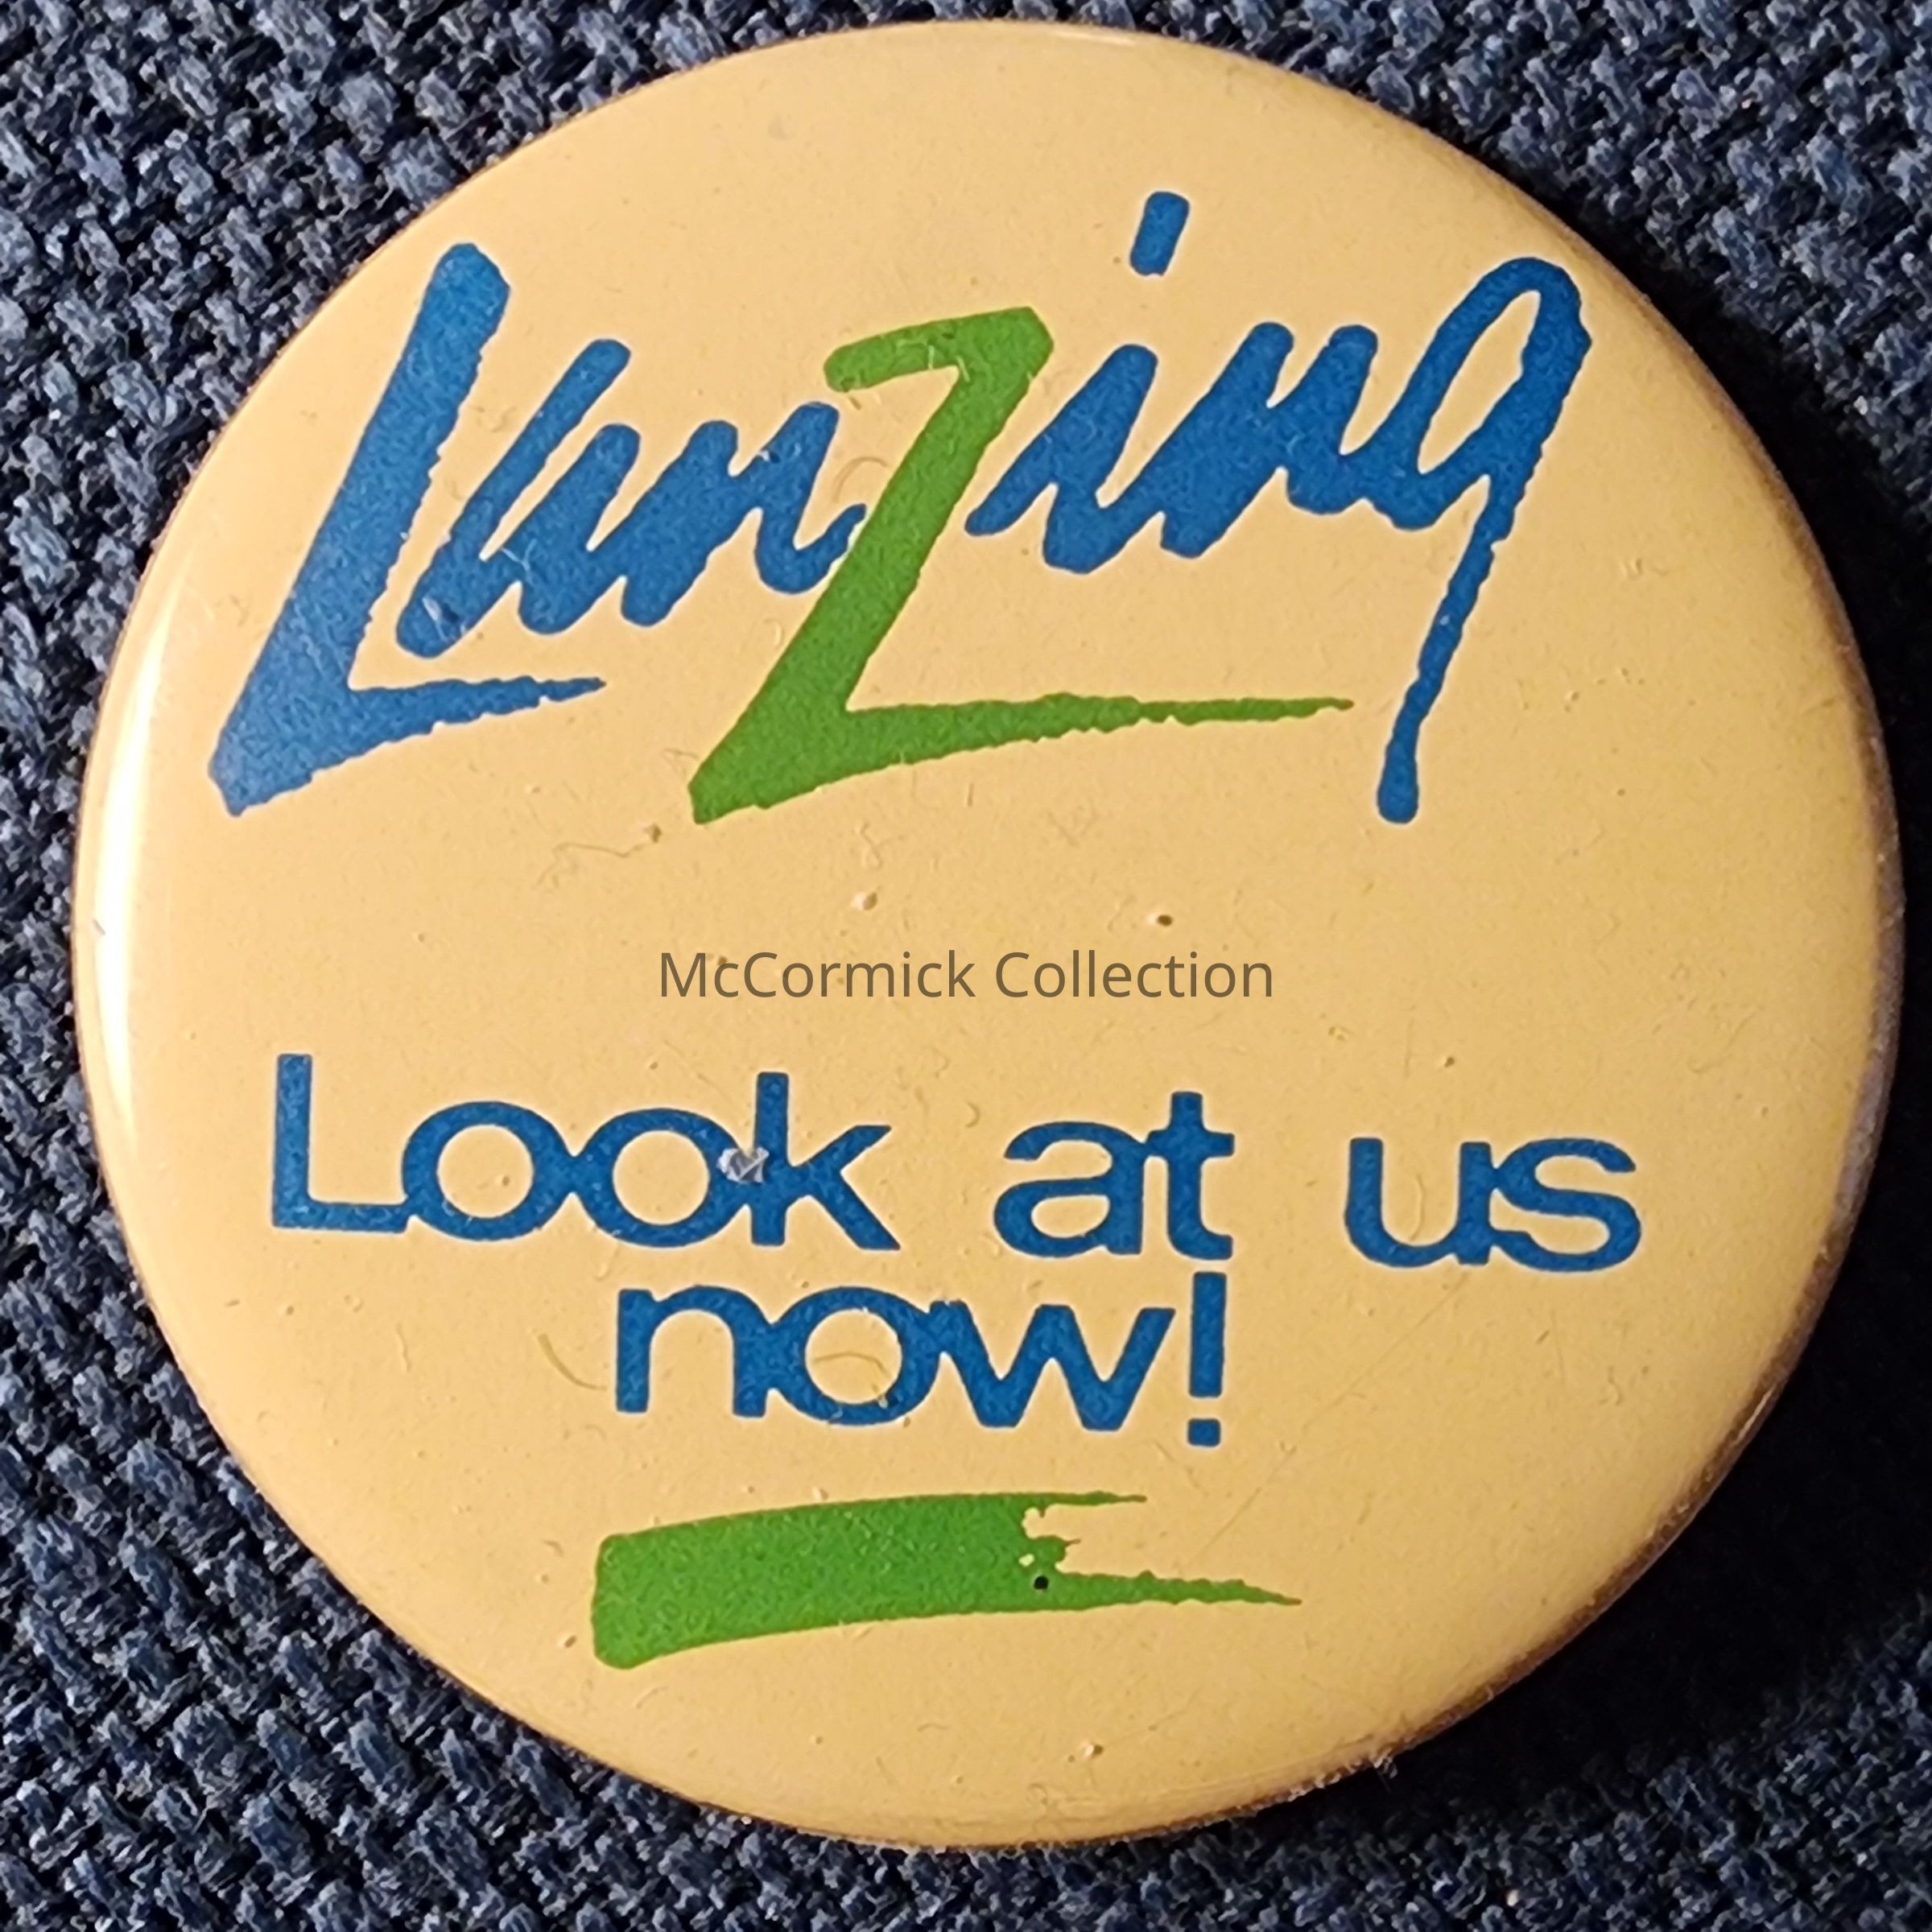 LanZing
McCormick Collection
Look at us
now!